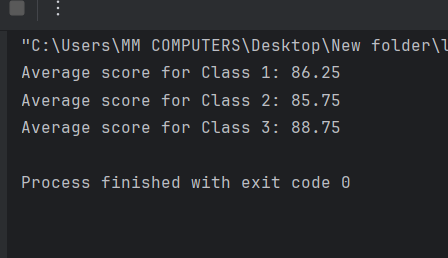 "C:\Users\MM COMPUTERS\Desktop\New folder\l
Average score for Class 1: 86.25
Average score for Class 2: 85.75
Average score for Class 3: 88.75
Process finished with exit code 0